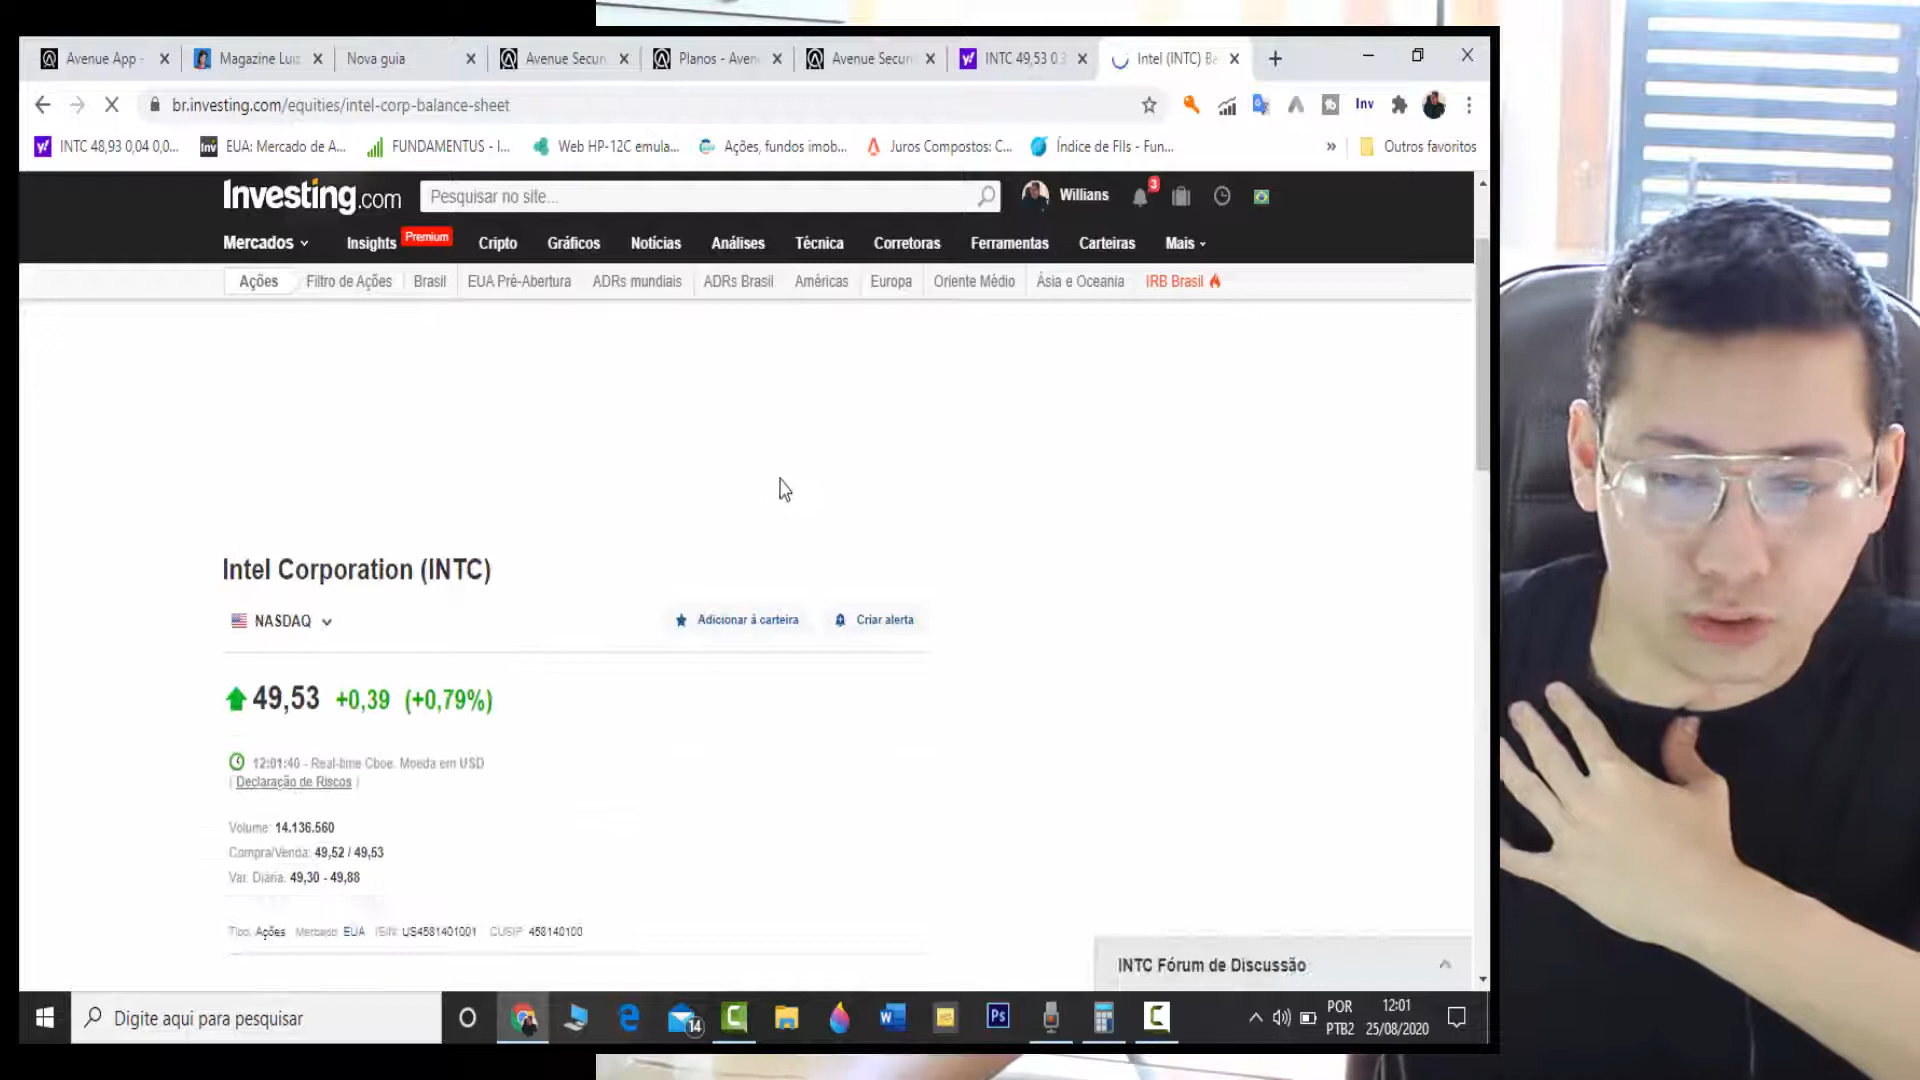 Avenue App -
Magazine Lui
Nova guia
Avenue Secur
Planos - Aven
Avenue Secur
INTC 49,53 0.3
Intel (INTC) Ba
br.investing.com/equities/intel-corp-balance-sheet
Inv
INTC 48,93 0,04 0,0...
EUA: Mercado de A...
FUNDAMENTUS - I...
Web HP-12C emula...
Ações, fundos imob...
Juros Compostos: C...
Índice de FIIs - Fun...
»
Outros favoritos
Investing.com
Pesquisar no site...
Willians
3
Mercados
Insights
Premium
Cripto
Gráficos
Notícias
Análises
Técnica
Corretoras
Ferramentas
Carteiras
Mais
Ações
Filtro de Ações
Brasil
EUA Pré-Abertura
ADRs mundiais
ADRs Brasil
Américas
Europa
Oriente Médio
Ásia e Oceania
IRB Brasil
Intel Corporation (INTC)
NASDAQ
Adicionar à carteira
Criar alerta
49,53 +0,39 (+0,79%)
12:01:40 - Real-time Cboe. Moeda em USD
( Declaração de Riscos )
Volume: 14.136.560
Compra/Venda: 49,52 / 49,53
Var. Diária: 49,30 - 49,88
Tipo: Ações Mercado: EUA ISIN: US4581401001 CUSIP: 458140100
INTC Fórum de Discussão
Digite aqui para pesquisar
14
Ps
POR
PTB2
12:01
25/08/2020